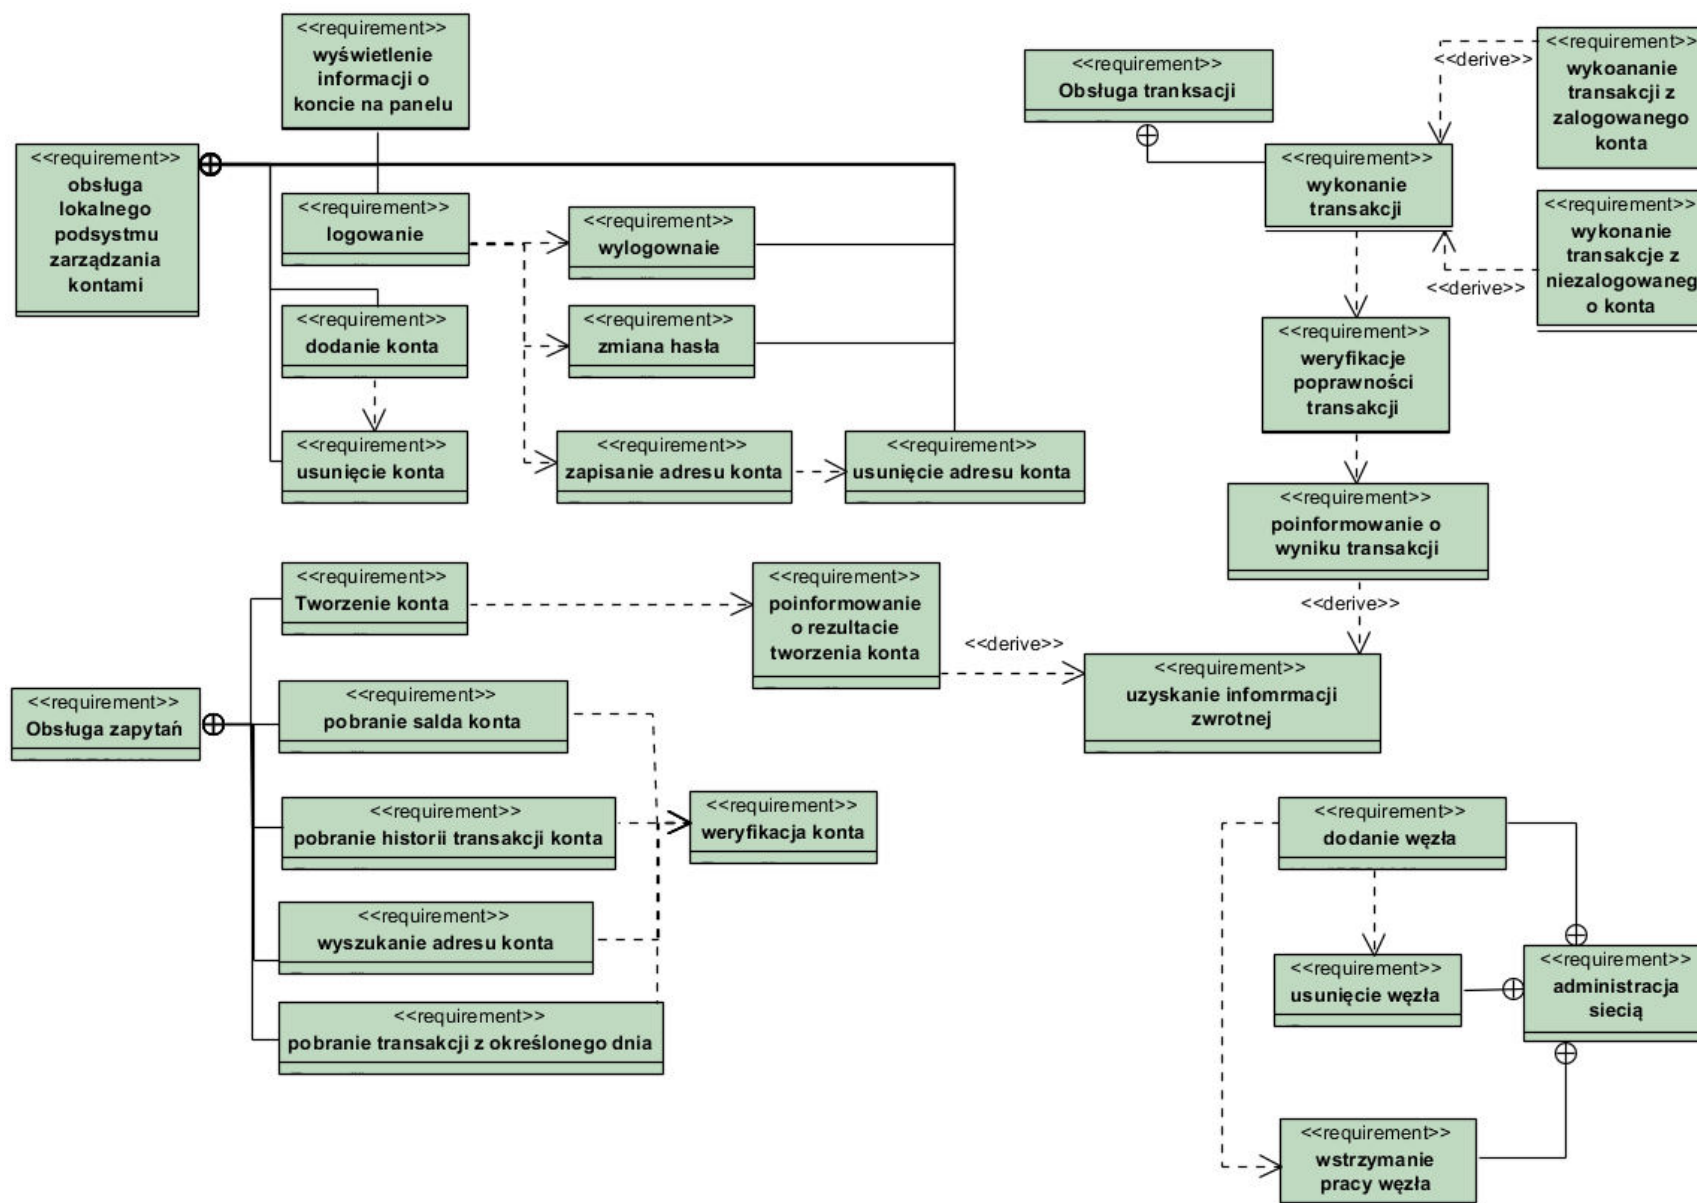 <<requirement>>
wyświetlenie
informacji o
koncie na panelu
<<requirement>>
obsługa
lokalnego
podsystmu
zarządzania
kontami
<<requirement>>
logowanie
<<requirement>>
wylogownaie
<<requirement>>
dodanie konta
<<requirement>>
zmiana hasła
<<requirement>>
usunięcie konta
<<requirement>>
zapisanie adresu konta
<<requirement>>
usunięcie adresu konta
<<requirement>>
Obsługa tranksacji
<<derive>>
<<requirement>>
wykoananie
transakcji z
zalogowanego
konta
<<requirement>>
wykonanie
transakcji
<<derive>>
<<requirement>>
wykonanie
transakcje z
niezalogowaneg
o konta
<<requirement>>
weryfikacje
poprawności
transakcji
<<requirement>>
poinformowanie o
wyniku transakcji
<<derive>>
<<requirement>>
Tworzenie konta
<<requirement>>
poinformowanie
o rezultacie
tworzenia konta
<<derive>>
<<requirement>>
uzyskanie infomrmacji
zwrotnej
<<requirement>>
Obsługa zapytań
<<requirement>>
pobranie salda konta
<<requirement>>
pobranie historii transakcji konta
<<requirement>>
weryfikacja konta
<<requirement>>
wyszukanie adresu konta
<<requirement>>
pobranie transakcji z określonego dnia
<<requirement>>
dodanie węzła
<<requirement>>
usunięcie węzła
<<requirement>>
administracja
siecią
<<requirement>>
wstrzymanie
pracy węzła